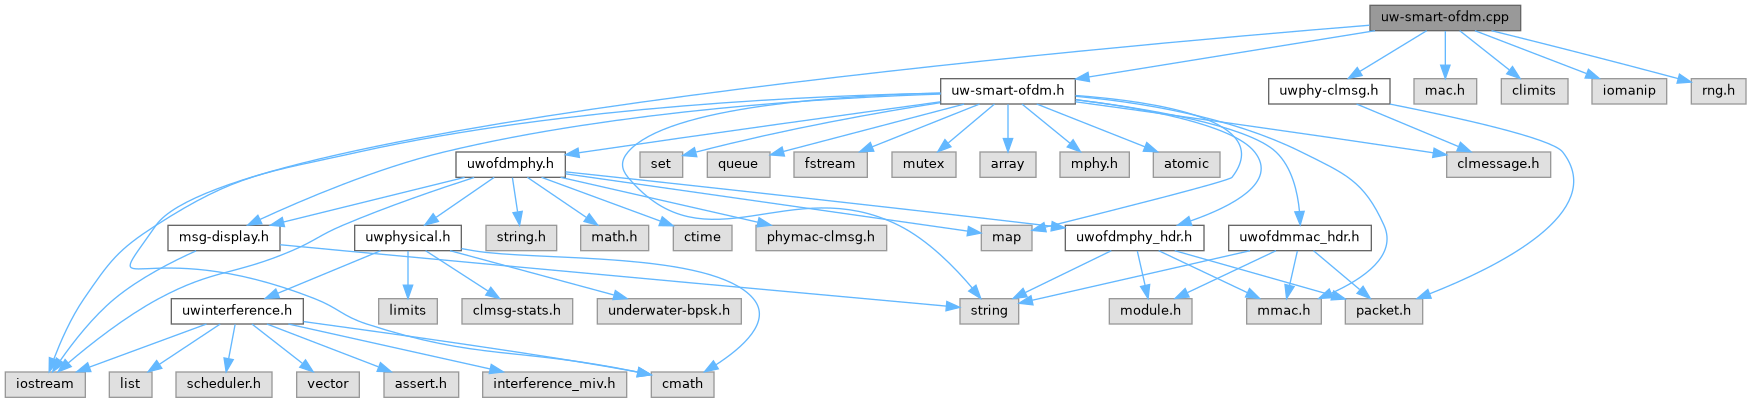 uw-smart-ofdm.cpp
uw-smart-ofdm.h
uwphy-clmsg.h
mac.h
climits
iomanip
rng.h
uwofdmphy.h
set
queue
fstream
mutex
array
mphy.h
atomic
clmessage.h
msg-display.h
uwphysical.h
string.h
math.h
ctime
phymac-clmsg.h
map
uwofdmphy_hdr.h
uwofdmmac_hdr.h
uwinterference.h
limits
clmsg-stats.h
underwater-bpsk.h
string
module.h
mmac.h
packet.h
iostream
list
scheduler.h
vector
assert.h
interference_miv.h
cmath